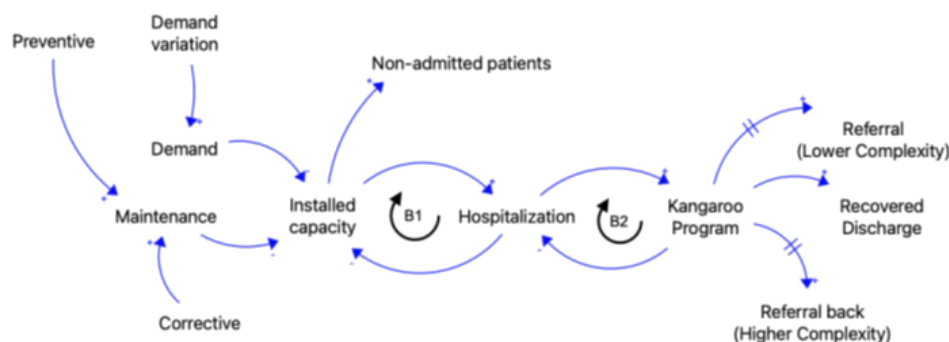 Preventive
Demand
variation
Non-admitted patients
Demand
Referral
(Lower Complexity)
Maintenance
Installed
capacity
B1
Hospitalization
B2
Kangaroo
Program
Recovered
Discharge
Corrective
Referral back
(Higher Complexity)